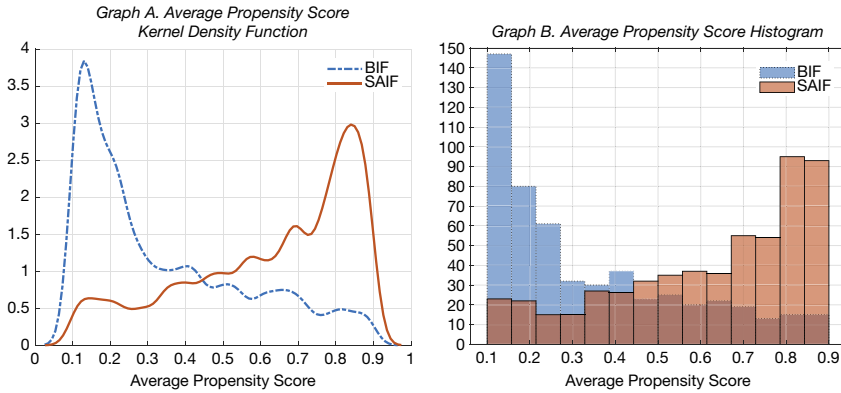 Graph A. Average Propensity Score
Kernel Density Function
4
3.5
3
2.5
2
1.5
1
0.5
0
0 0.1 0.2 0.3 0.4 0.5 0.6 0.7 0.8 0.9 1
BIF
SAIF
Average Propensity Score
Graph B. Average Propensity Score Histogram
150
140
130
120
110
100
90
80
70
60
50
40
30
20
10
0
0.1 0.2 0.3 0.4 0.5 0.6 0.7 0.8 0.9
BIF
SAIF
Average Propensity Score